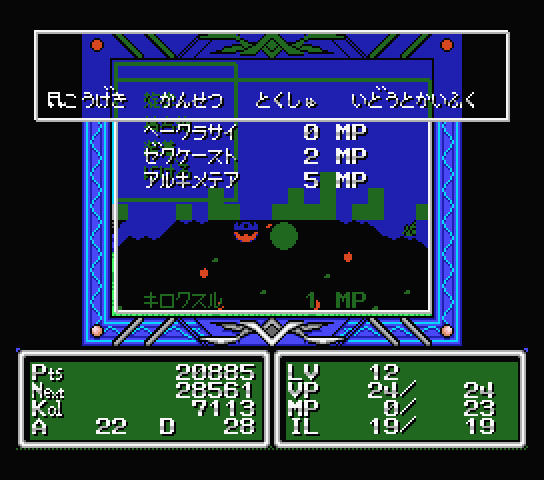 こうげき かんせつ とくしゅ いどうとかいふく
ペーワラサイ 0 MP
ゼワケースト 2 MP
アルキメテア 5 MP
キロワスル 1 MP
Pts 20885
Next 28561
Kol 7113
A 22 D 28
LV 12
VP 24/ 24
MP 0/ 23
IL 19/ 19